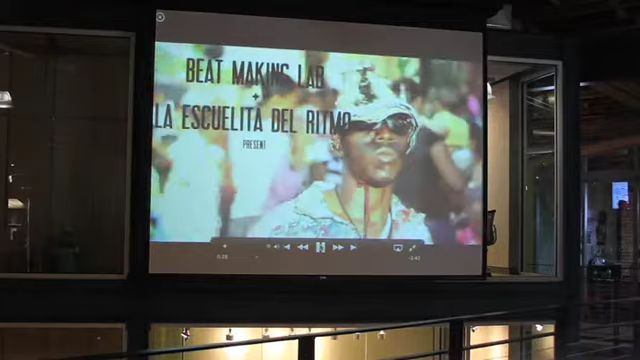 BEAT MAKING LAB
+
LA ESCUELITA DEL RITMO
PRESENT